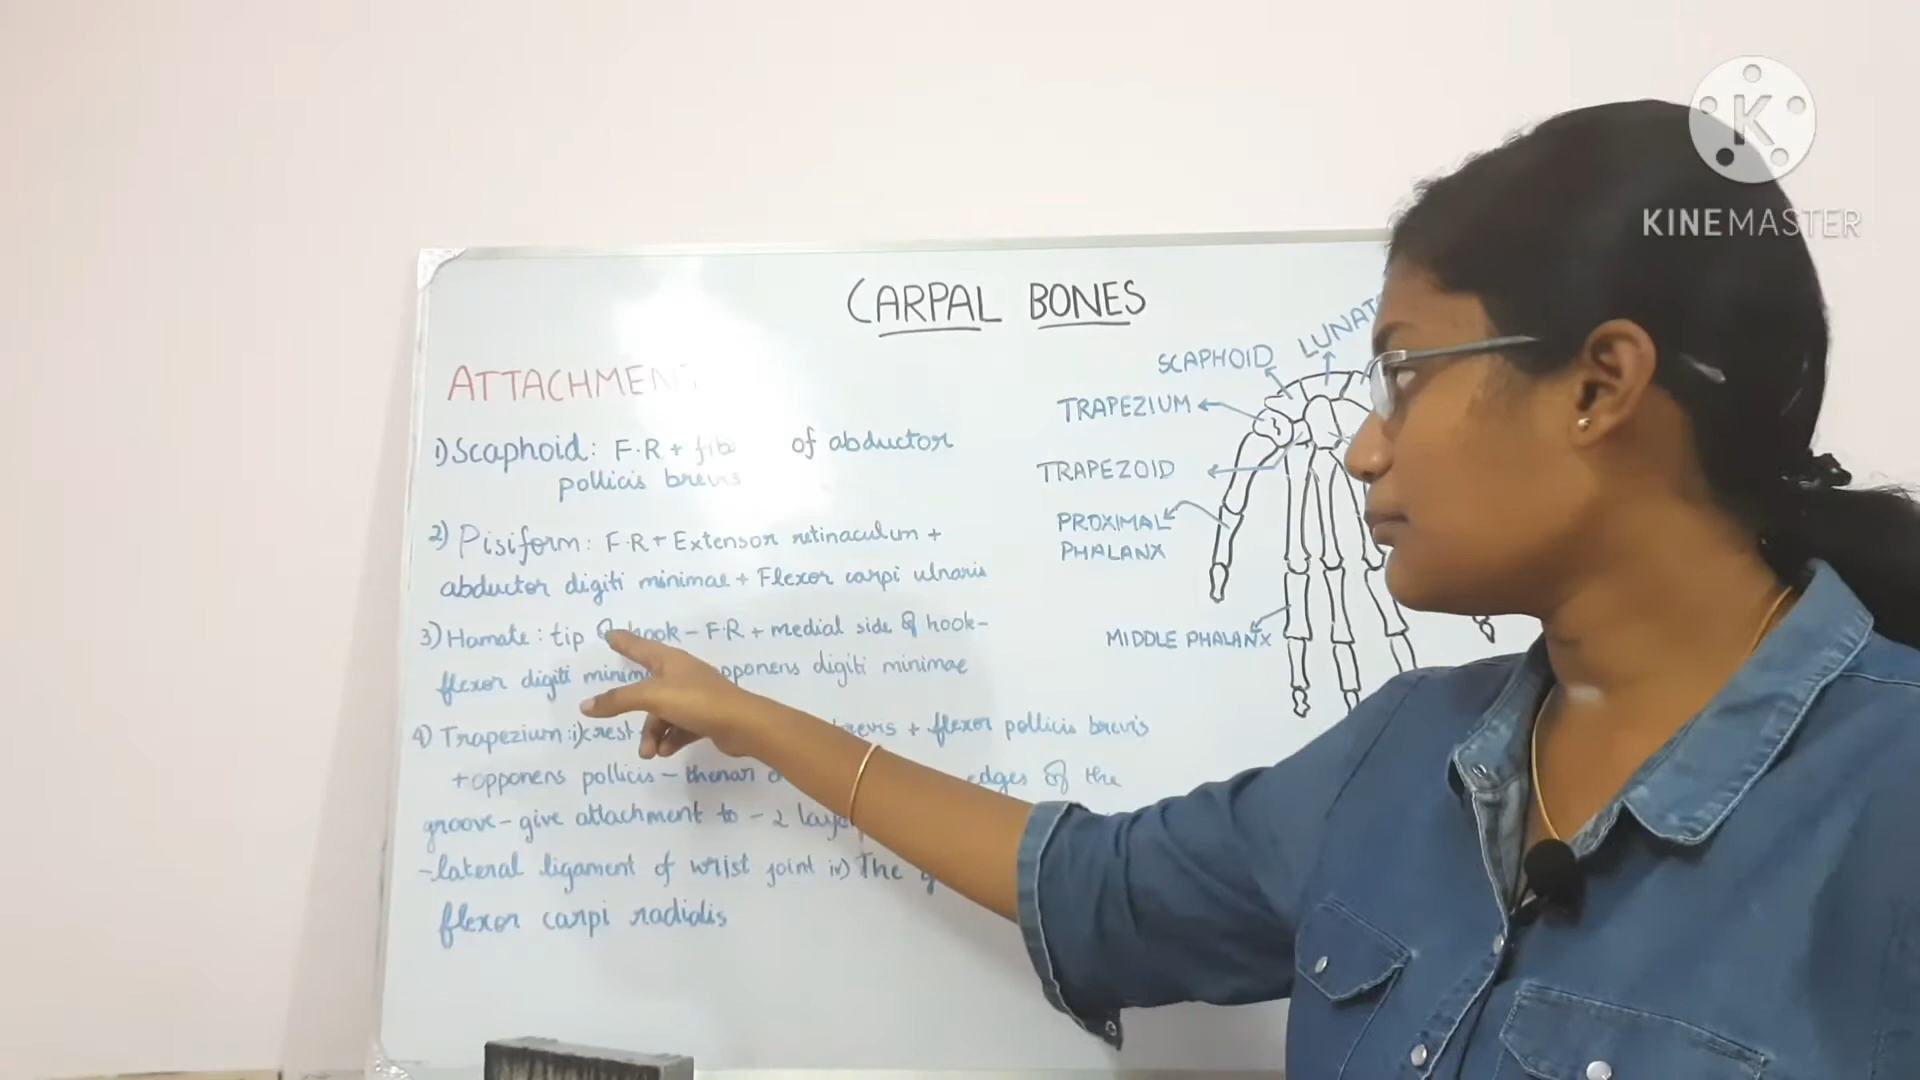 KINEMASTER
CARPAL BONES
ATTACHMENT
1) Scaphoid: F.R + of abductor
pollicis brevis
2) Pisiform: F.R + Extensor retinaculum +
abductor digiti minimae + Flexor carpi ulnaris
3) Hamate: tip of hook - F.R + medial side of hook -
flexor digiti opponens digiti minimae
4) Trapezium: i) crest brevis + flexor pollicis brevis
+ opponens pollicis - thenar edges of the
groove - give attachment to - 2
- lateral ligament of wrist joint iv) The
flexor carpi radialis
SCAPHOID
TRAPEZIUM
TRAPEZOID
PROXIMAL
PHALANX
MIDDLE PHALANX